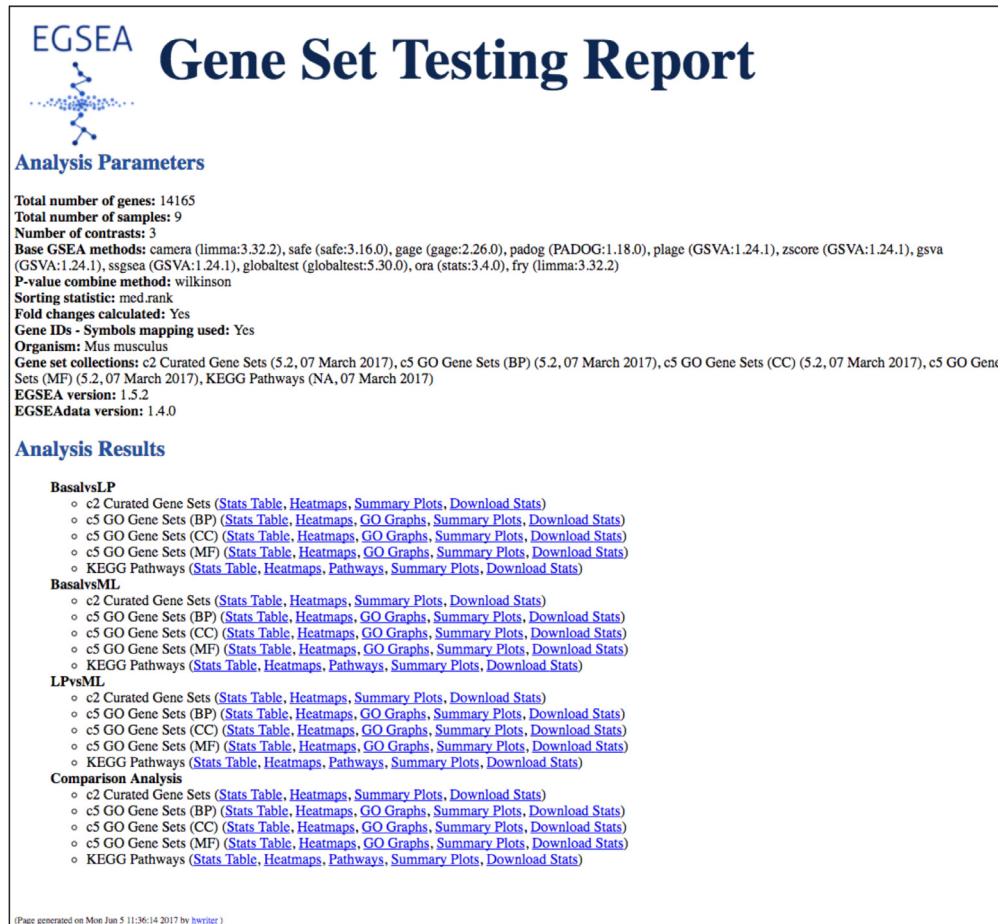 EGSEA
Gene Set Testing Report
Analysis Parameters
Total number of genes: 14165
Total number of samples: 9
Number of contrasts: 3
Base GSEA methods: camera (limma:3.32.2), safe (safe:3.16.0), gage (gage:2.26.0), padog (PADOG:1.18.0), plage (GSVA:1.24.1), zscore (GSVA:1.24.1), gsva
(GSVA:1.24.1), ssgsea (GSVA:1.24.1), globaltest (globaltest:5.30.0), ora (stats:3.4.0), fry (limma:3.32.2)
P-value combine method: wilkinson
Sorting statistic: med.rank
Fold changes calculated: Yes
Gene IDs - Symbols mapping used: Yes
Organism: Mus musculus
Gene set collections: c2 Curated Gene Sets (5.2, 07 March 2017), c5 GO Gene Sets (BP) (5.2, 07 March 2017), c5 GO Gene Sets (CC) (5.2, 07 March 2017), c5 GO Gene
Sets (MF) (5.2, 07 March 2017), KEGG Pathways (NA, 07 March 2017)
EGSEA version: 1.5.2
EGSEAdata version: 1.4.0
Analysis Results
BasalvsLP
c2 Curated Gene Sets (Stats Table, Heatmaps, Summary Plots, Download Stats)
c5 GO Gene Sets (BP) (Stats Table, Heatmaps, GO Graphs, Summary Plots, Download Stats)
c5 GO Gene Sets (CC) (Stats Table, Heatmaps, GO Graphs, Summary Plots, Download Stats)
c5 GO Gene Sets (MF) (Stats Table, Heatmaps, GO Graphs, Summary Plots, Download Stats)
KEGG Pathways (Stats Table, Heatmaps, Pathways, Summary Plots, Download Stats)
BasalvsML
c2 Curated Gene Sets (Stats Table, Heatmaps, Summary Plots, Download Stats)
c5 GO Gene Sets (BP) (Stats Table, Heatmaps, GO Graphs, Summary Plots, Download Stats)
c5 GO Gene Sets (CC) (Stats Table, Heatmaps, GO Graphs, Summary Plots, Download Stats)
c5 GO Gene Sets (MF) (Stats Table, Heatmaps, GO Graphs, Summary Plots, Download Stats)
KEGG Pathways (Stats Table, Heatmaps, Pathways, Summary Plots, Download Stats)
LPvsML
c2 Curated Gene Sets (Stats Table, Heatmaps, Summary Plots, Download Stats)
c5 GO Gene Sets (BP) (Stats Table, Heatmaps, GO Graphs, Summary Plots, Download Stats)
c5 GO Gene Sets (CC) (Stats Table, Heatmaps, GO Graphs, Summary Plots, Download Stats)
c5 GO Gene Sets (MF) (Stats Table, Heatmaps, GO Graphs, Summary Plots, Download Stats)
KEGG Pathways (Stats Table, Heatmaps, Pathways, Summary Plots, Download Stats)
Comparison Analysis
c2 Curated Gene Sets (Stats Table, Heatmaps, Summary Plots, Download Stats)
c5 GO Gene Sets (BP) (Stats Table, Heatmaps, GO Graphs, Summary Plots, Download Stats)
c5 GO Gene Sets (CC) (Stats Table, Heatmaps, GO Graphs, Summary Plots, Download Stats)
c5 GO Gene Sets (MF) (Stats Table, Heatmaps, GO Graphs, Summary Plots, Download Stats)
KEGG Pathways (Stats Table, Heatmaps, Pathways, Summary Plots, Download Stats)
(Page generated on Mon Jun 5 11:36:14 2017 by hwriter )